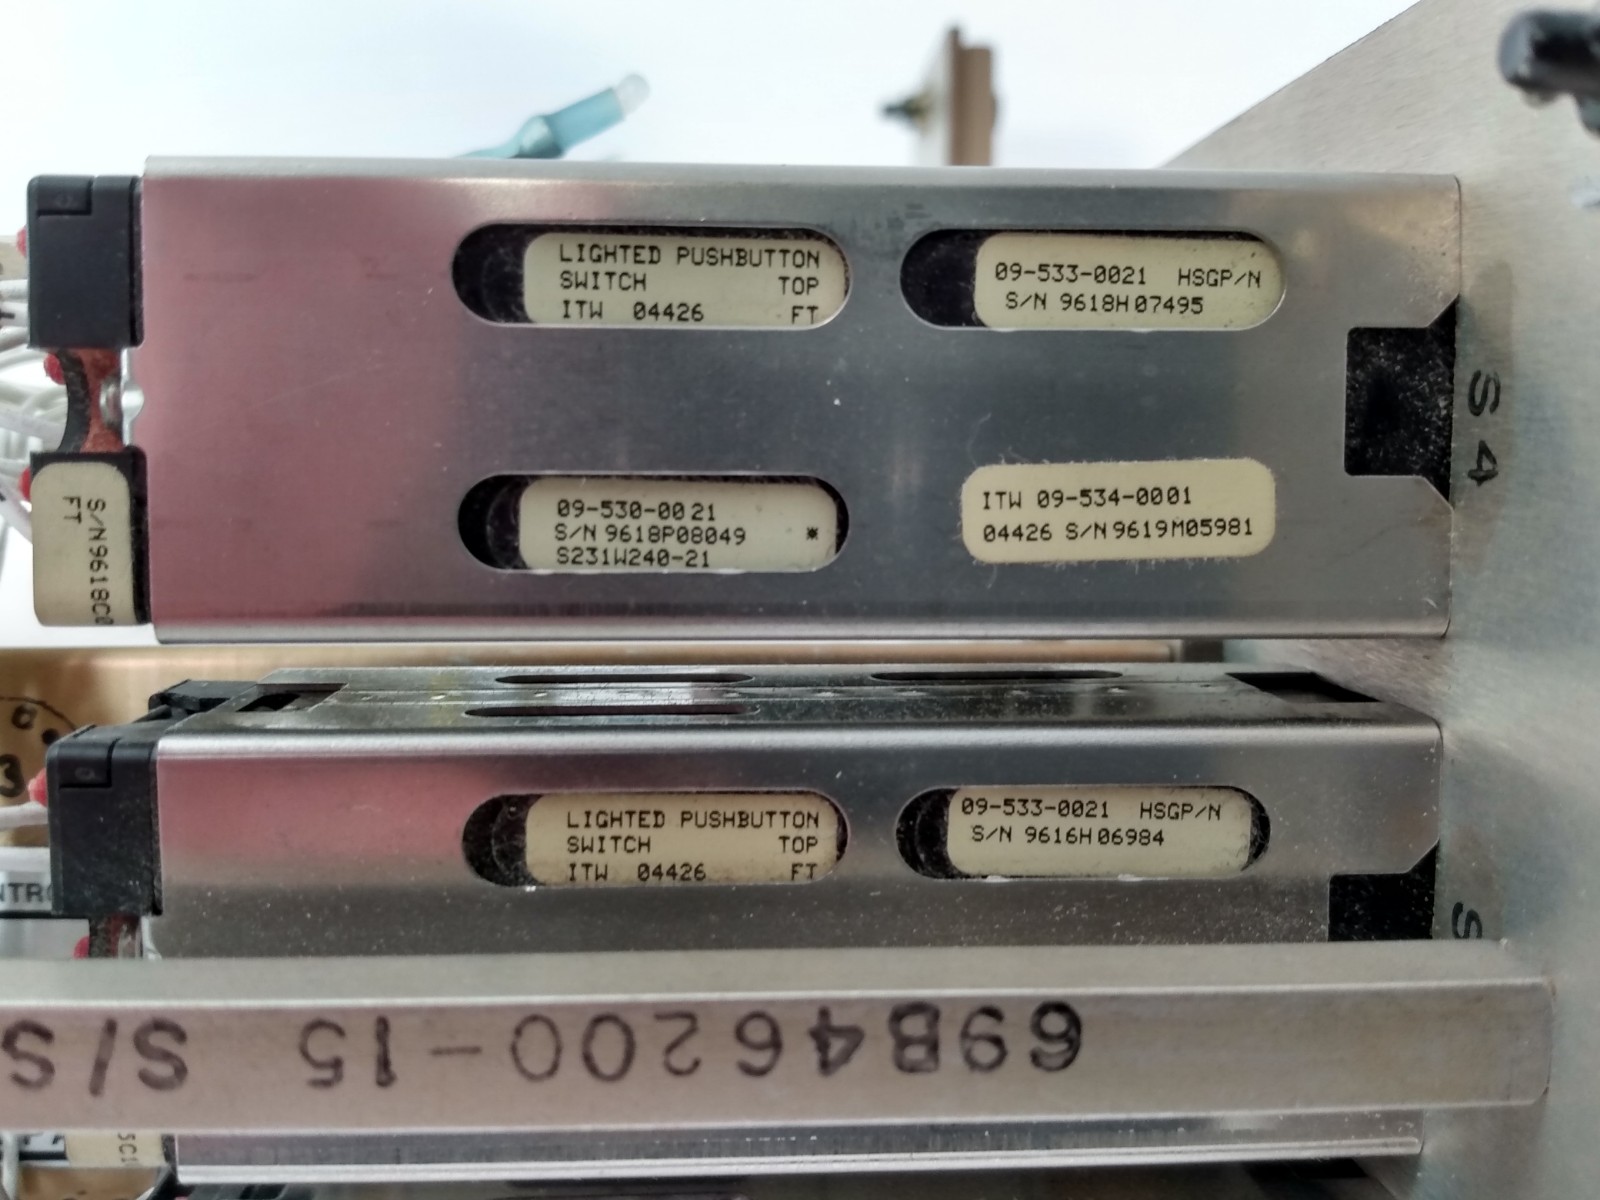 LIGHTED PUSHBUTTON
SWITCH TOP
ITW 04426 FT
09-533-0021 HSGP/N
S/N 9618H07495
09-530-0021
S/N 9618P08049 *
S231W240-21
ITW 09-534-0001
04426 S/N 9619M05981
S/N9618C0
FT
S4
LIGHTED PUSHBUTTON
SWITCH TOP
ITW 04426 FT
09-533-0021 HSGP/N
S/N 9616H06984
S
NTRO
69B46200-15 S/S